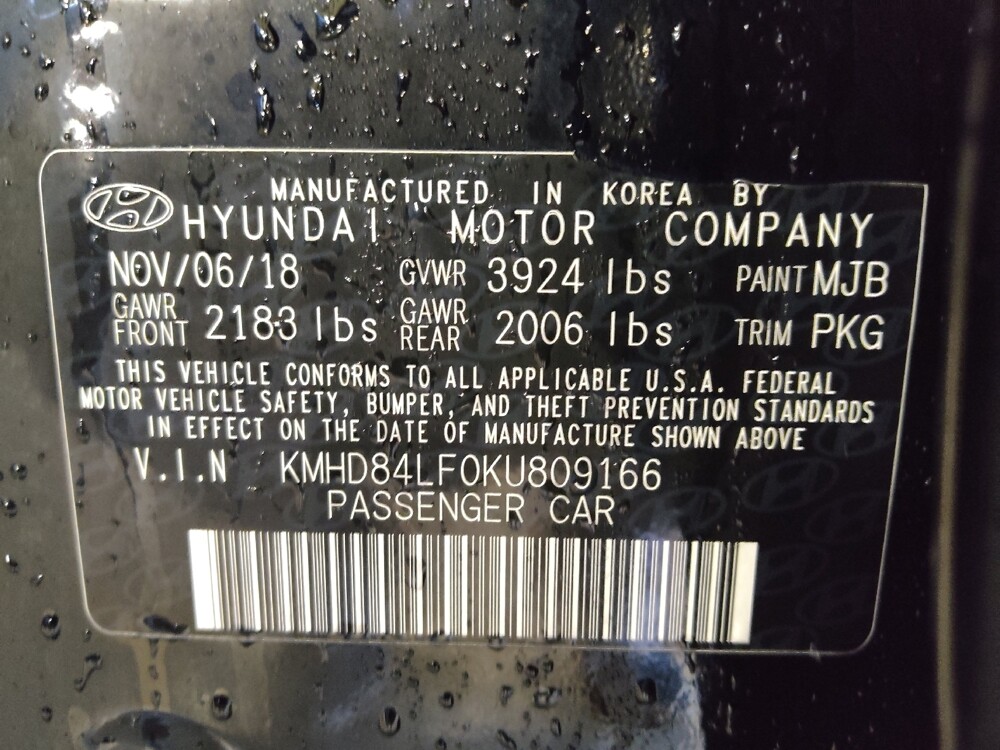 MANUFACTURED IN KOREA BY
HYUNDAI MOTOR COMPANY
NOV/06/18 GVWR 3924 lbs PAINT MJB
GAWR FRONT 2183 lbs GAWR REAR 2006 lbs TRIM PKG
THIS VEHICLE CONFORMS TO ALL APPLICABLE U.S.A. FEDERAL
MOTOR VEHICLE SAFETY, BUMPER, AND THEFT PREVENTION STANDARDS
IN EFFECT ON THE DATE OF MANUFACTURE SHOWN ABOVE
V.I.N KMHD84LF0KU809166
PASSENGER CAR